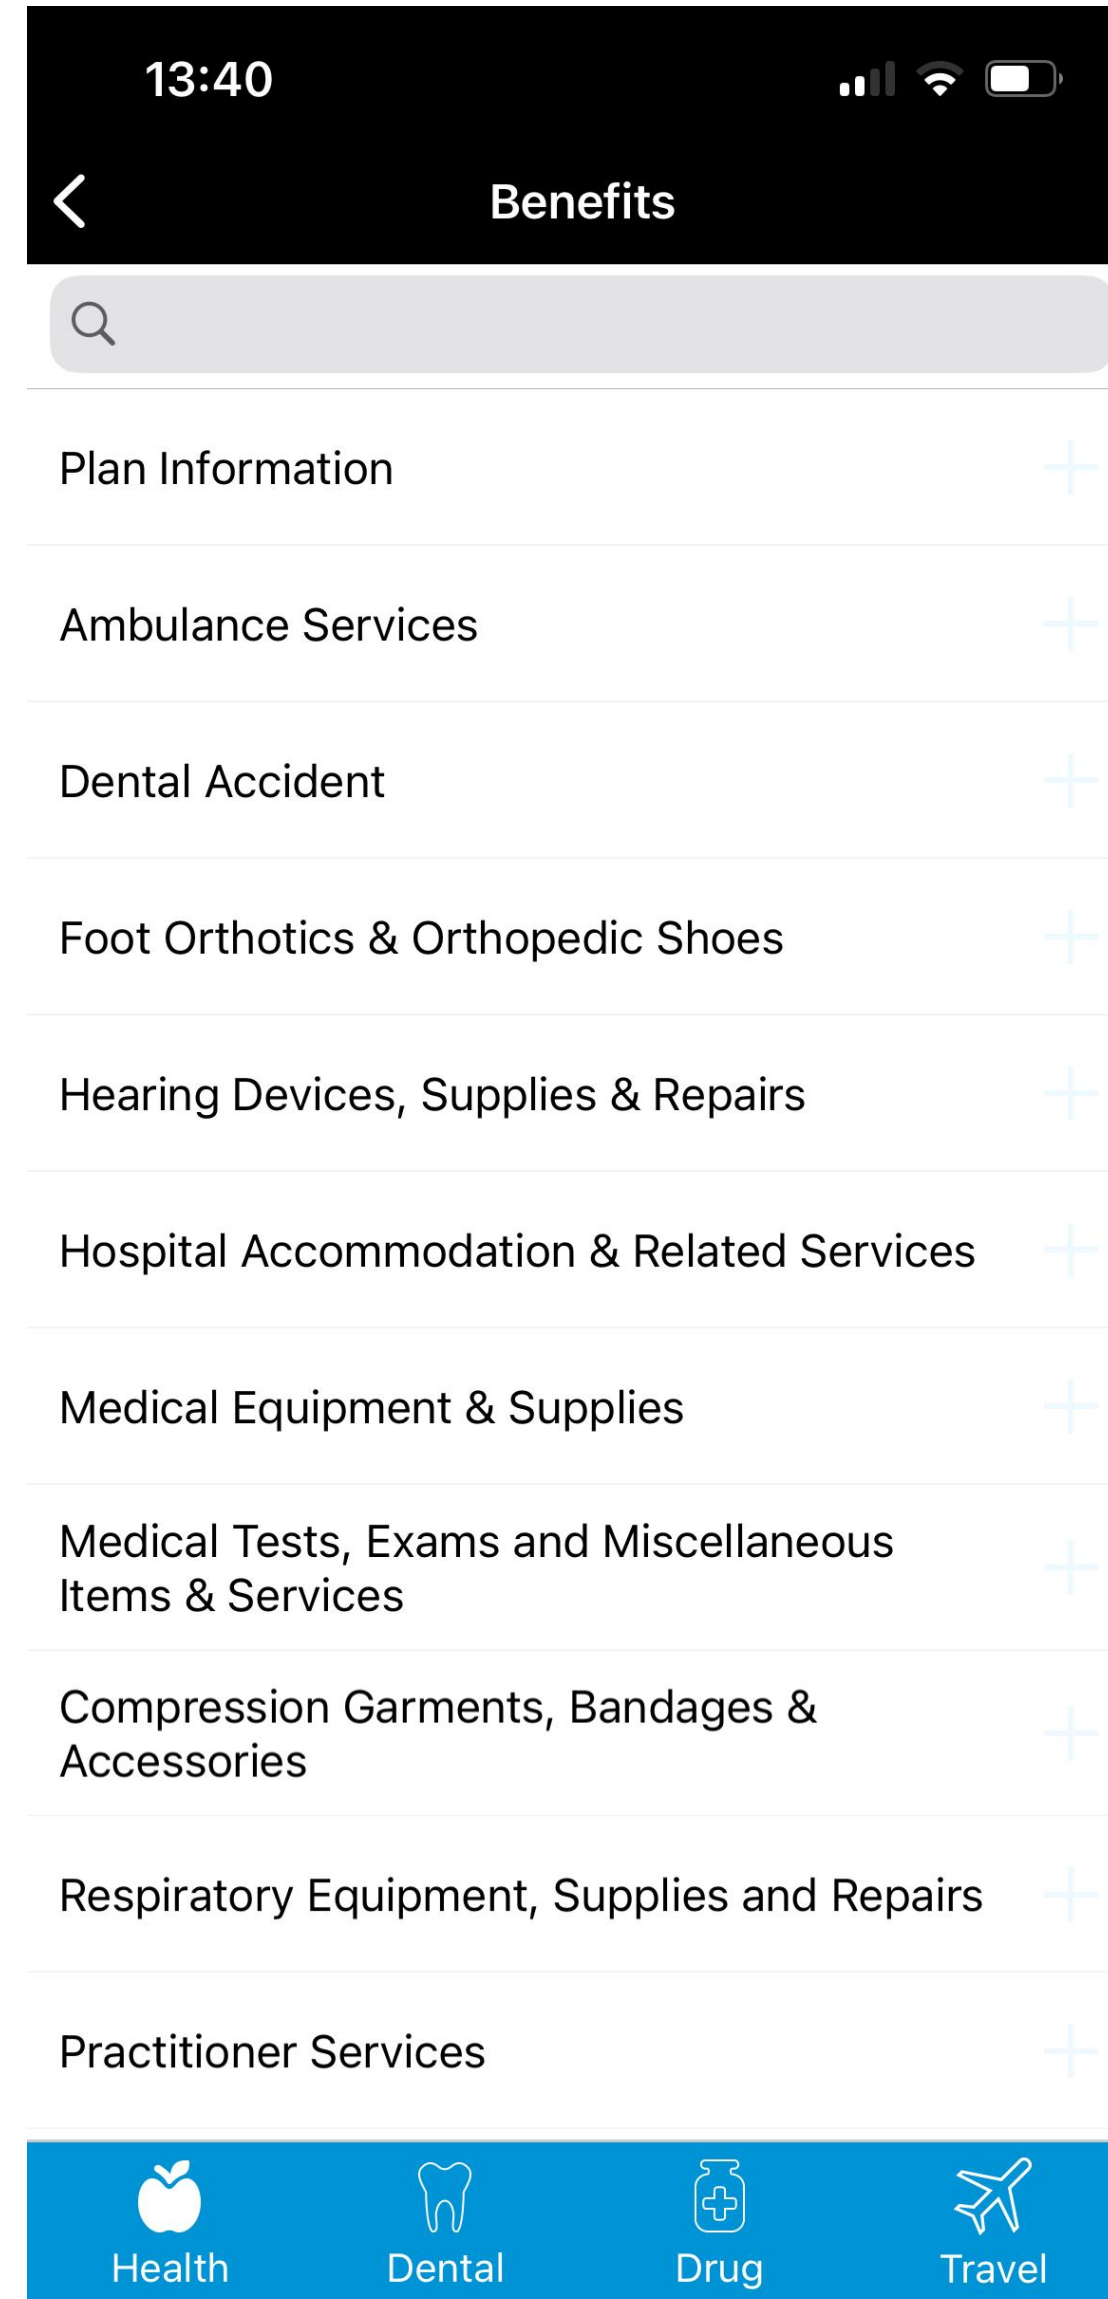 13:40
Benefits
Plan Information
Ambulance Services
Dental Accident
Foot Orthotics & Orthopedic Shoes
Hearing Devices, Supplies & Repairs
Hospital Accommodation & Related Services
Medical Equipment & Supplies
Medical Tests, Exams and Miscellaneous
Items & Services
Compression Garments, Bandages &
Accessories
Respiratory Equipment, Supplies and Repairs
Practitioner Services
Health Dental Drug Travel